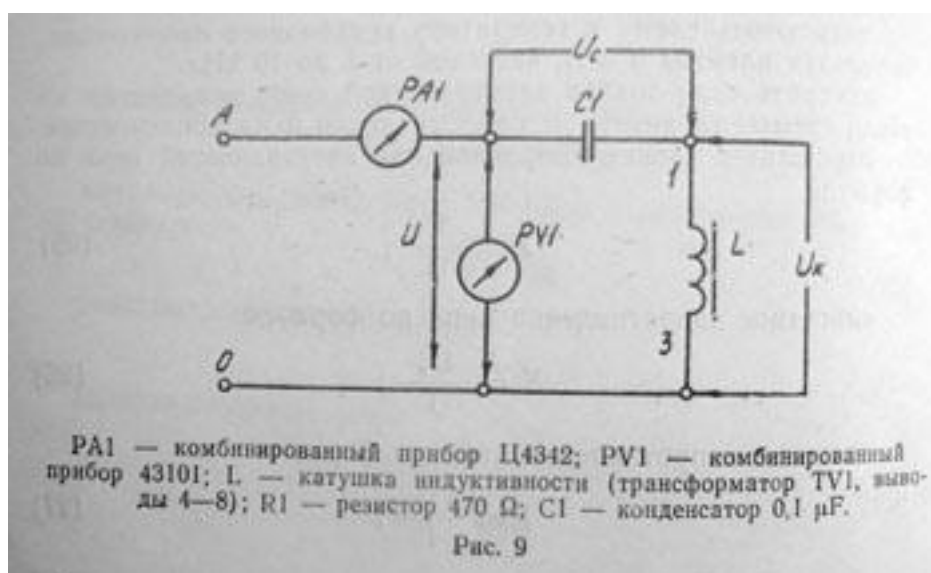 Uc
PA1
C1
A
1
U
PV1
L
Uк
3
0
PA1 — комбинированный прибор Ц4342; PV1 — комбинированный
прибор 43101; L — катушка индуктивности (трансформатор TV1, выво-
ды 4—8); R1 — резистор 470 Ω; C1 — конденсатор 0,1 μF.
Рис. 9